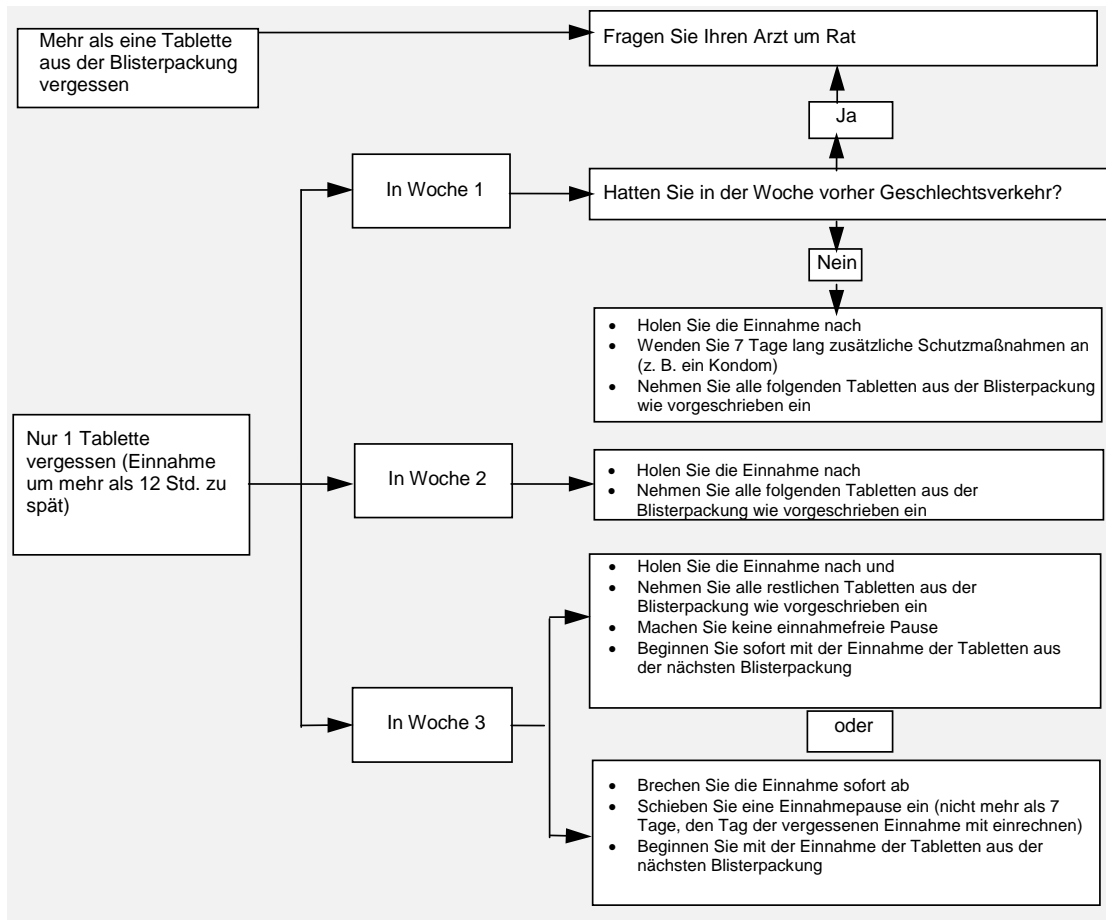 Mehr als eine Tablette
aus der Blisterpackung
vergessen
Fragen Sie Ihren Arzt um Rat
Ja
In Woche 1
Hatten Sie in der Woche vorher Geschlechtsverkehr?
Nein
• Holen Sie die Einnahme nach
• Wenden Sie 7 Tage lang zusätzliche Schutzmaßnahmen an
(z. B. ein Kondom)
• Nehmen Sie alle folgenden Tabletten aus der Blisterpackung
wie vorgeschrieben ein
Nur 1 Tablette
vergessen (Einnahme
um mehr als 12 Std. zu
spät)
In Woche 2
• Holen Sie die Einnahme nach
• Nehmen Sie alle folgenden Tabletten aus der
Blisterpackung wie vorgeschrieben ein
In Woche 3
• Holen Sie die Einnahme nach und
• Nehmen Sie alle restlichen Tabletten aus der
Blisterpackung wie vorgeschrieben ein
• Machen Sie keine einnahmefreie Pause
• Beginnen Sie sofort mit der Einnahme der Tabletten aus
der nächsten Blisterpackung
oder
• Brechen Sie die Einnahme sofort ab
• Schieben Sie eine Einnahmepause ein (nicht mehr als 7
Tage, den Tag der vergessenen Einnahme mit einrechnen)
• Beginnen Sie mit der Einnahme der Tabletten aus der
nächsten Blisterpackung